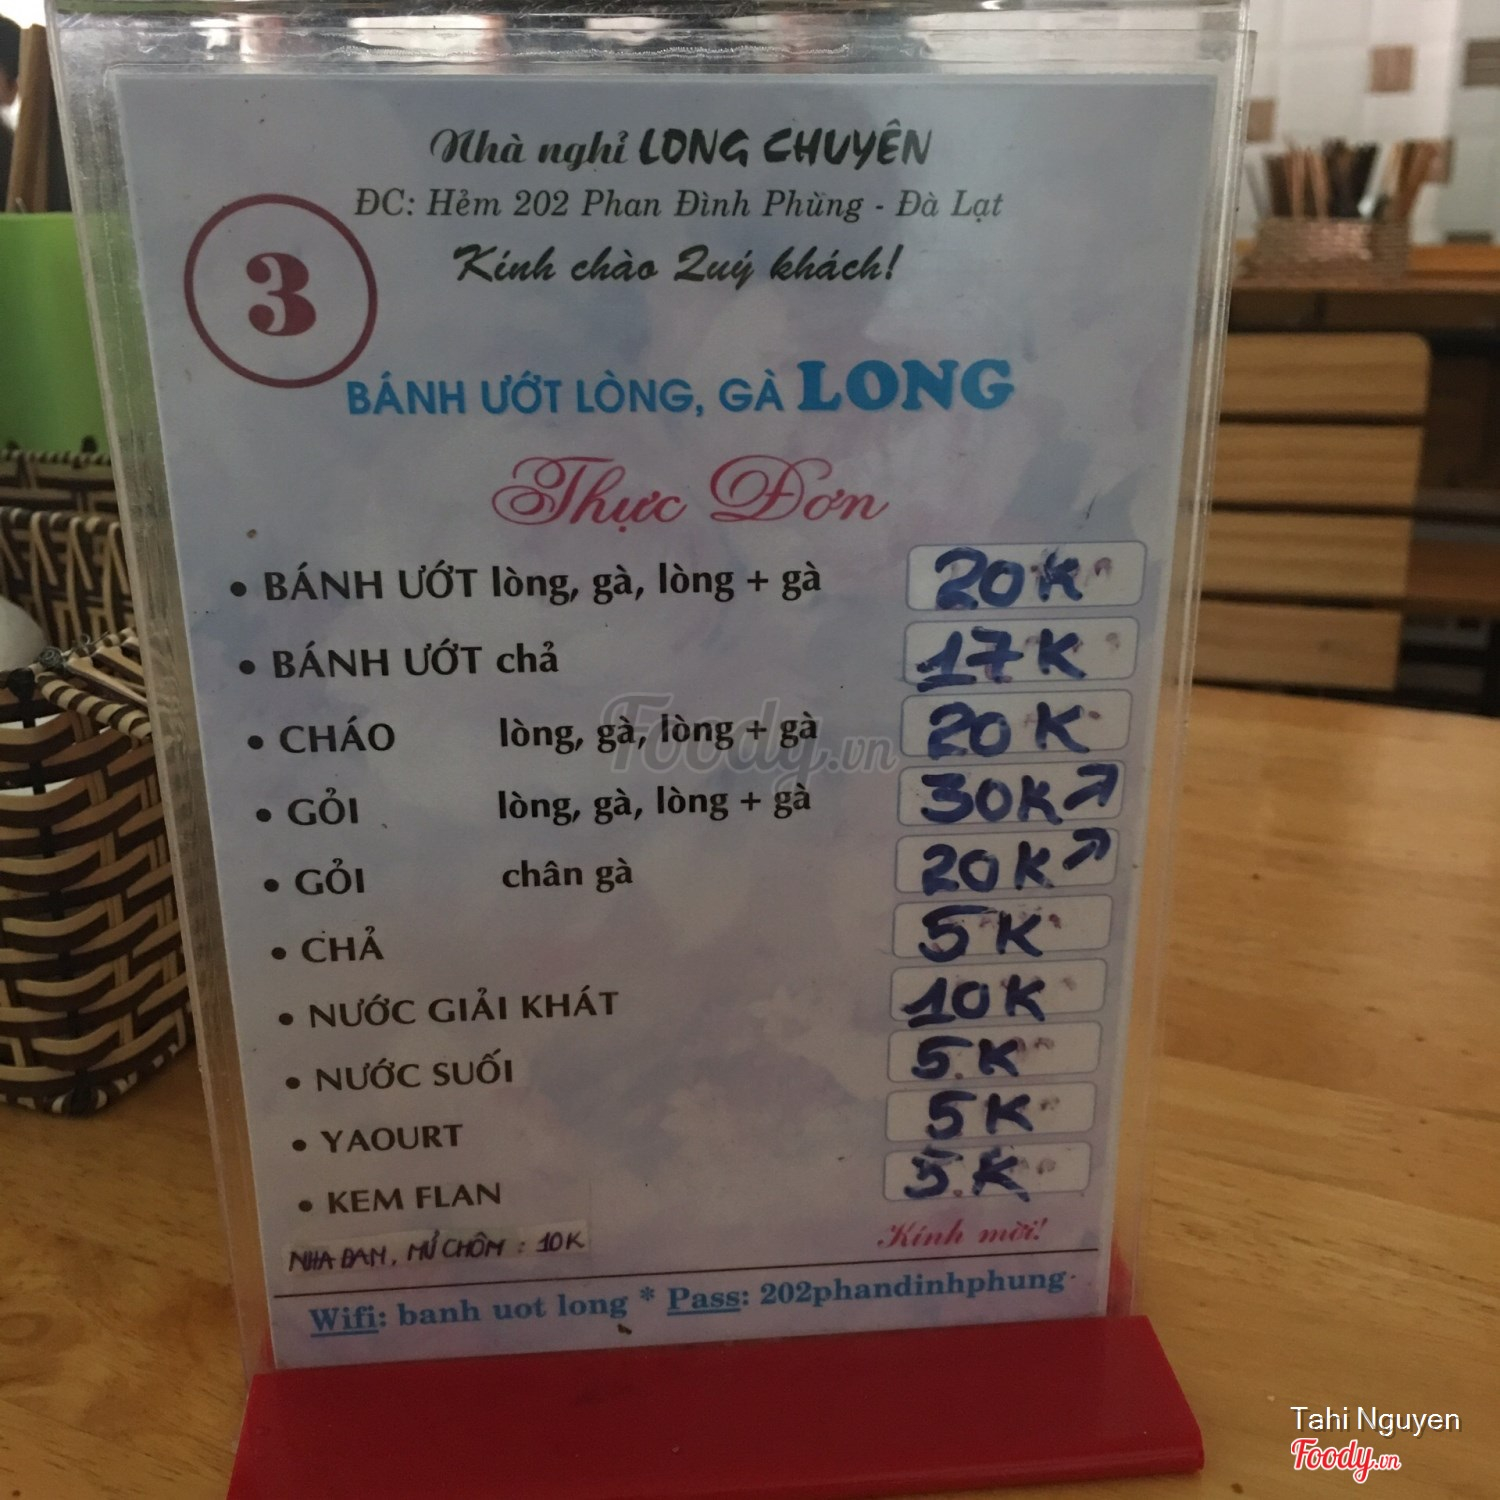 Nhà nghỉ LONG CHUYÊN
ĐC: Hẻm 202 Phan Đình Phùng - Đà Lạt
Kính chào Quý khách!
3
BÁNH ƯỚT LÒNG, GÀ LONG
Thực Đơn
• BÁNH ƯỚT lòng, gà, lòng + gà 20K
• BÁNH ƯỚT chả 17K
• CHÁO lòng, gà, lòng + gà 20K
• GỎI lòng, gà, lòng + gà 30K↗
• GỎI chân gà 20K↗
• CHẢ 5K
• NƯỚC GIẢI KHÁT 10K
• NƯỚC SUỐI 5K
• YAOURT 5K
• KEM FLAN 5K
NHA ĐAM, MỦ CHÔM : 10K
Kính mời!
Wifi: banh uot long * Pass: 202phandinhphung
Foody.vn
Tahi Nguyen
Foody.vn